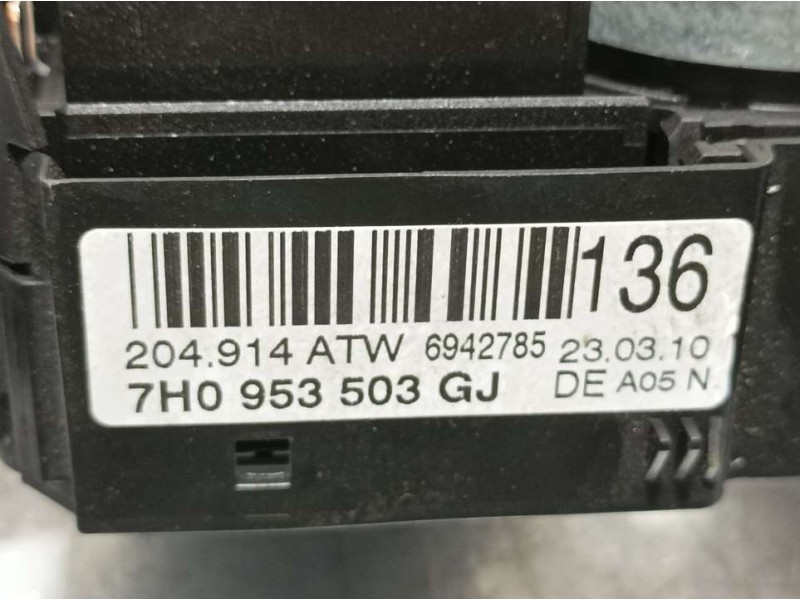 136
204.914 ATW 6942785 23.03.10
7H0 953 503 GJ DE A05 N